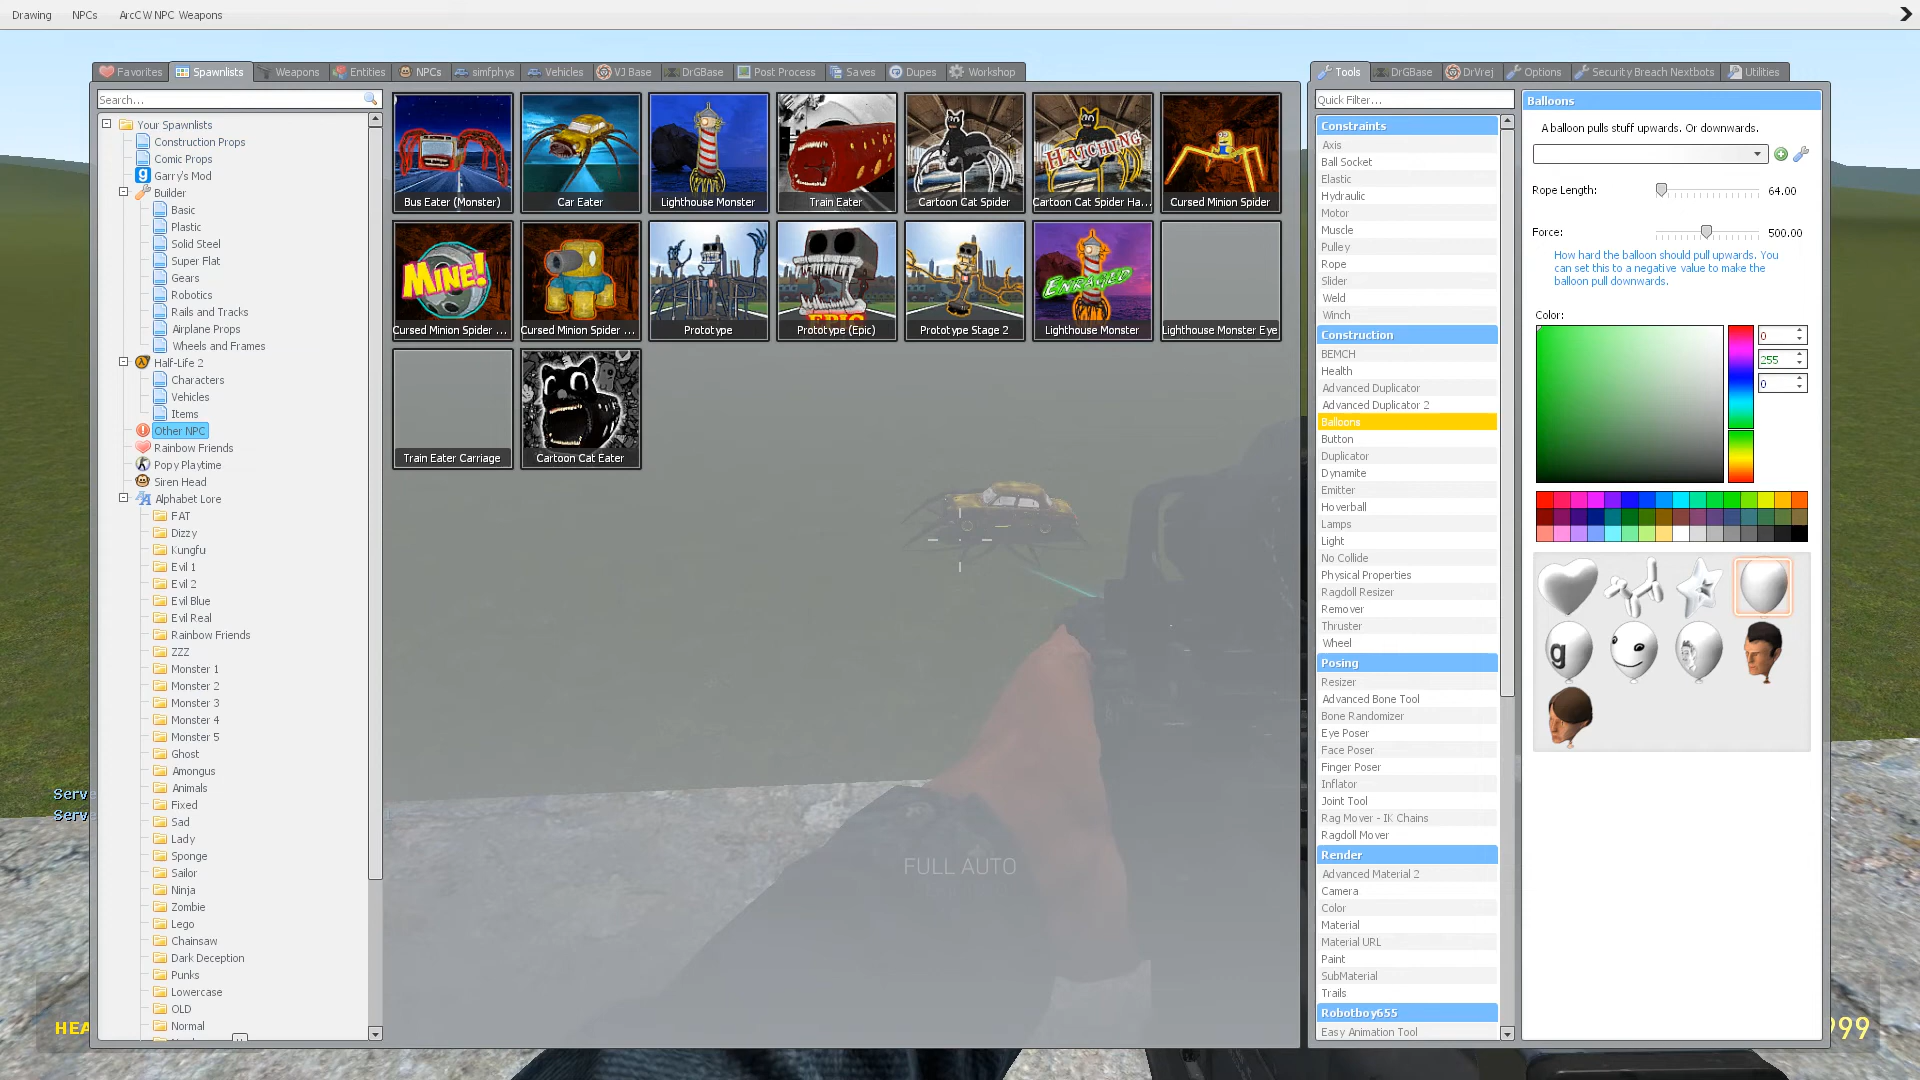 Drawing NPCs ArcCW NPC Weapons
Favorites Spawnlists Weapons Entities NPCs simfphys Vehicles VJ Base DrGBase Post Process Saves Dupes Workshop
Search...
Your Spawnlists
Construction Props
Comic Props
Garry's Mod
Builder
Basic
Plastic
Solid Steel
Super Flat
Gears
Robotics
Rails and Tracks
Airplane Props
Wheels and Frames
Half-Life 2
Characters
Vehicles
Items
Other NPC
Rainbow Friends
Popy Playtime
Siren Head
Alphabet Lore
FAT
Dizzy
Kungfu
Evil 1
Evil 2
Evil Blue
Evil Real
Rainbow Friends
ZZZ
Monster 1
Monster 2
Monster 3
Monster 4
Monster 5
Ghost
Amongus
Animals
Fixed
Sad
Lady
Sponge
Sailor
Ninja
Zombie
Lego
Chainsaw
Dark Deception
Punks
Lowercase
OLD
Normal
Bus Eater (Monster)
Car Eater
Lighthouse Monster
Train Eater
Cartoon Cat Spider
HATCHING
Cartoon Cat Spider Ha...
Cursed Minion Spider
MINE!
Cursed Minion Spider ...
Cursed Minion Spider ...
Prototype
EPIC
Prototype (Epic)
Prototype Stage 2
ENRAGED
Lighthouse Monster
Lighthouse Monster Eye
Train Eater Carriage
Cartoon Cat Eater
FULL AUTO
Serve
Serve
HEA
999
Tools DrGBase DrVrej Options Security Breach Nextbots Utilities
Quick Filter...
Constraints
Axis
Ball Socket
Elastic
Hydraulic
Motor
Muscle
Pulley
Rope
Slider
Weld
Winch
Construction
BEMCH
Health
Advanced Duplicator
Advanced Duplicator 2
Balloons
Button
Duplicator
Dynamite
Emitter
Hoverball
Lamps
Light
No Collide
Physical Properties
Ragdoll Resizer
Remover
Thruster
Wheel
Posing
Resizer
Advanced Bone Tool
Bone Randomizer
Eye Poser
Face Poser
Finger Poser
Inflator
Joint Tool
Rag Mover - IK Chains
Ragdoll Mover
Render
Advanced Material 2
Camera
Color
Material
Material URL
Paint
SubMaterial
Trails
Robotboy655
Easy Animation Tool
Balloons
A balloon pulls stuff upwards. Or downwards.
Rope Length: 64.00
Force: 500.00
How hard the balloon should pull upwards. You
can set this to a negative value to make the
balloon pull downwards.
Color:
0
255
0
g